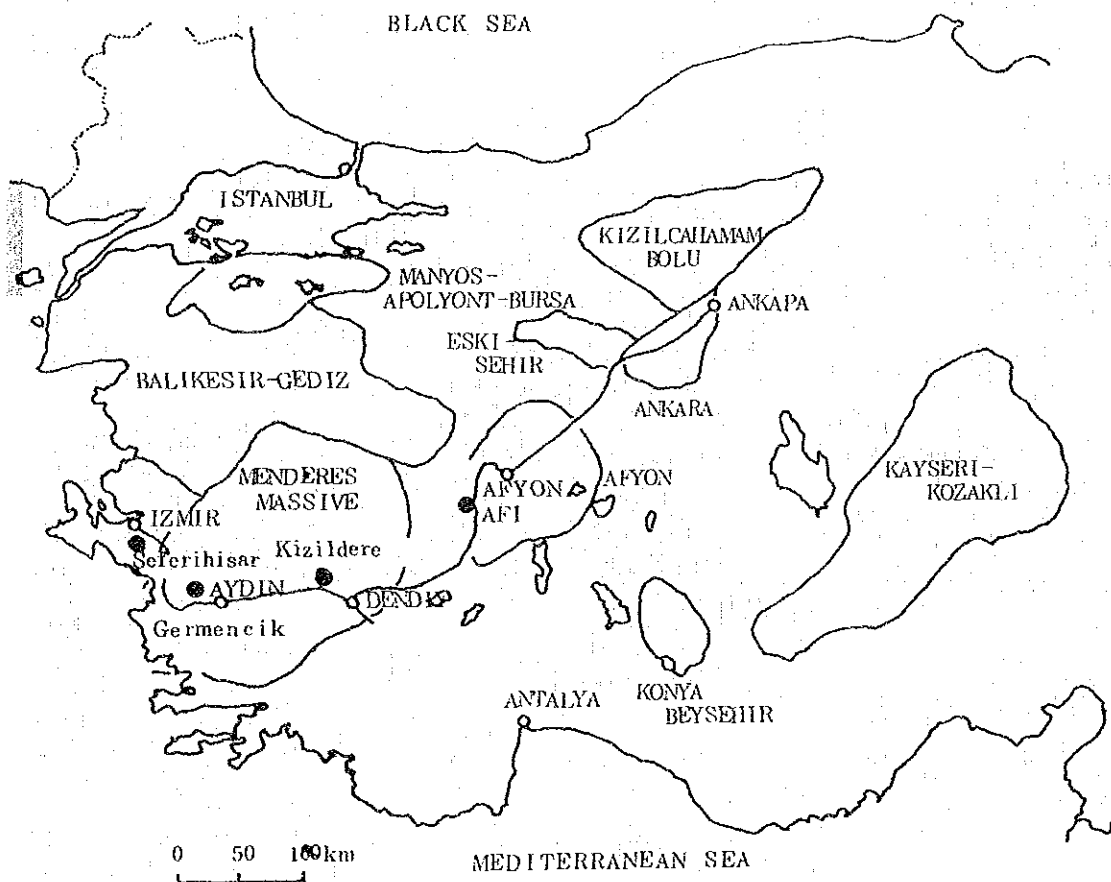 BLACK SEA
ISTANBUL
KIZILCAHAMAM
BOLU
MANYOS-
APOLYONT-BURSA
ANKAPA
ESKI-
SEHIR
BALIKESIR-GEDIZ
ANKARA
MENDERES
MASSIVE
AFYON
AFI
AFYON
KAYSERI-
KOZAKLI
IZMIR
Seferihisar
Kizildere
AYDIN
Germencik
ANTALYA
KONYA
BEYSEHIR
0 50 100km
MEDITERRANEAN SEA